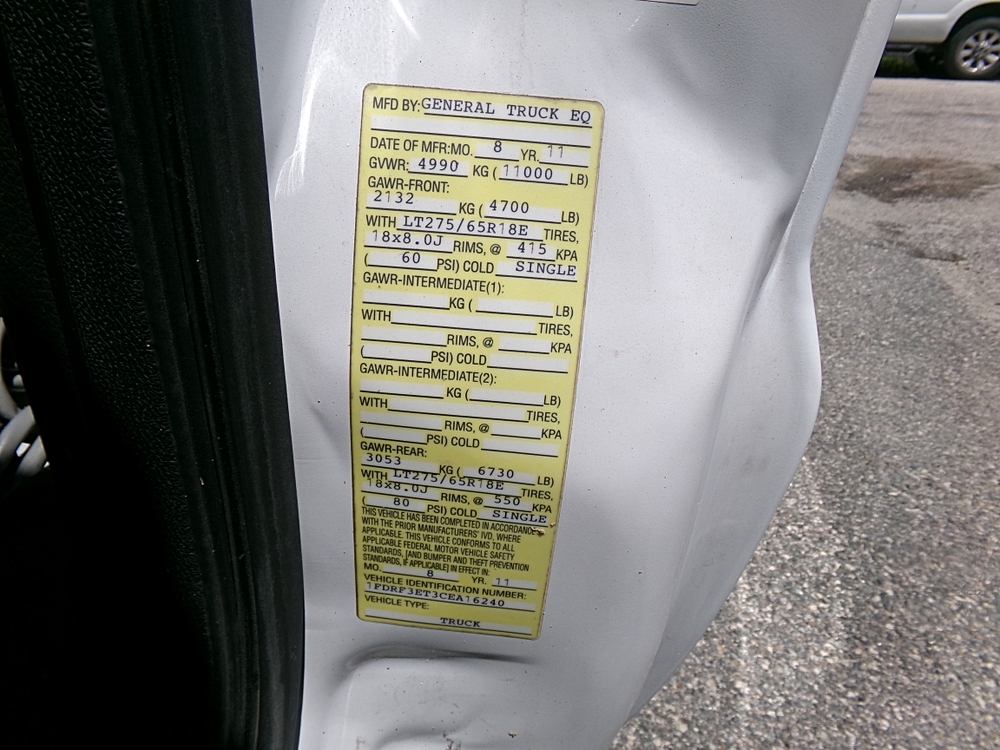 MFD BY: GENERAL TRUCK EQ
DATE OF MFR: MO. 8 YR. 11
GVWR: 4990 KG ( 11000 LB)
GAWR-FRONT:
2132 KG ( 4700 LB)
WITH LT275/65R18E TIRES,
18x8.0J RIMS, @ 415 KPA
( 60 PSI) COLD SINGLE
GAWR-INTERMEDIATE(1):
KG ( LB)
WITH TIRES,
RIMS, @ KPA
( PSI) COLD
GAWR-INTERMEDIATE(2):
KG ( LB)
WITH TIRES,
RIMS, @ KPA
( PSI) COLD
GAWR-REAR:
3053 KG ( 6730 LB)
WITH LT275/65R18E TIRES,
18x8.0J RIMS, @ 550 KPA
( 80 PSI) COLD SINGLE
THIS VEHICLE HAS BEEN COMPLETED IN ACCORDANCE
WITH THE PRIOR MANUFACTURERS' IVD, WHERE
APPLICABLE. THIS VEHICLE CONFORMS TO ALL
APPLICABLE FEDERAL MOTOR VEHICLE SAFETY
STANDARDS, [AND BUMPER AND THEFT PREVENTION
STANDARDS, IF APPLICABLE] IN EFFECT IN:
MO. 8 YR. 11
VEHICLE IDENTIFICATION NUMBER:
1FDRF3ET3CEA16240
VEHICLE TYPE:
TRUCK